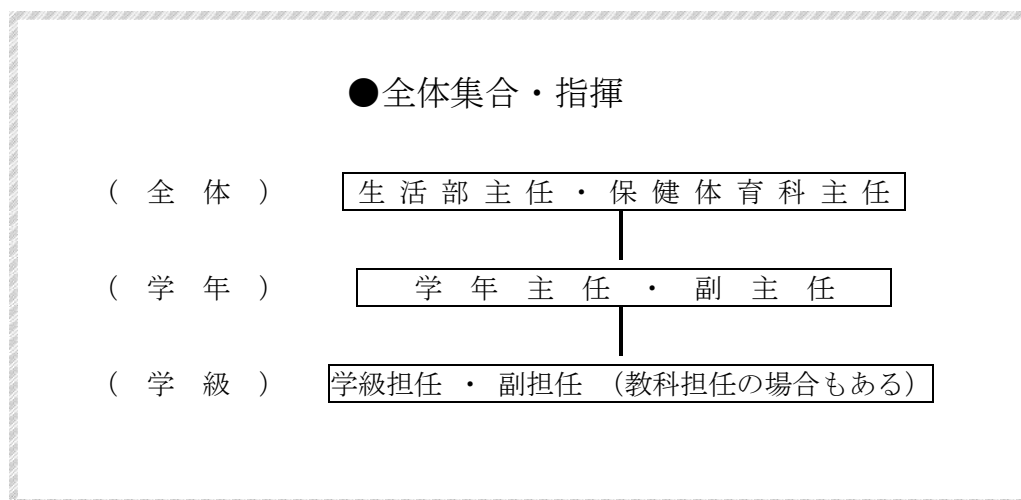 ●全体集合・指揮
（全体） 生活部主任・保健体育科主任
（学年） 学年主任・副主任
（学級） 学級担任・副担任（教科担任の場合もある）